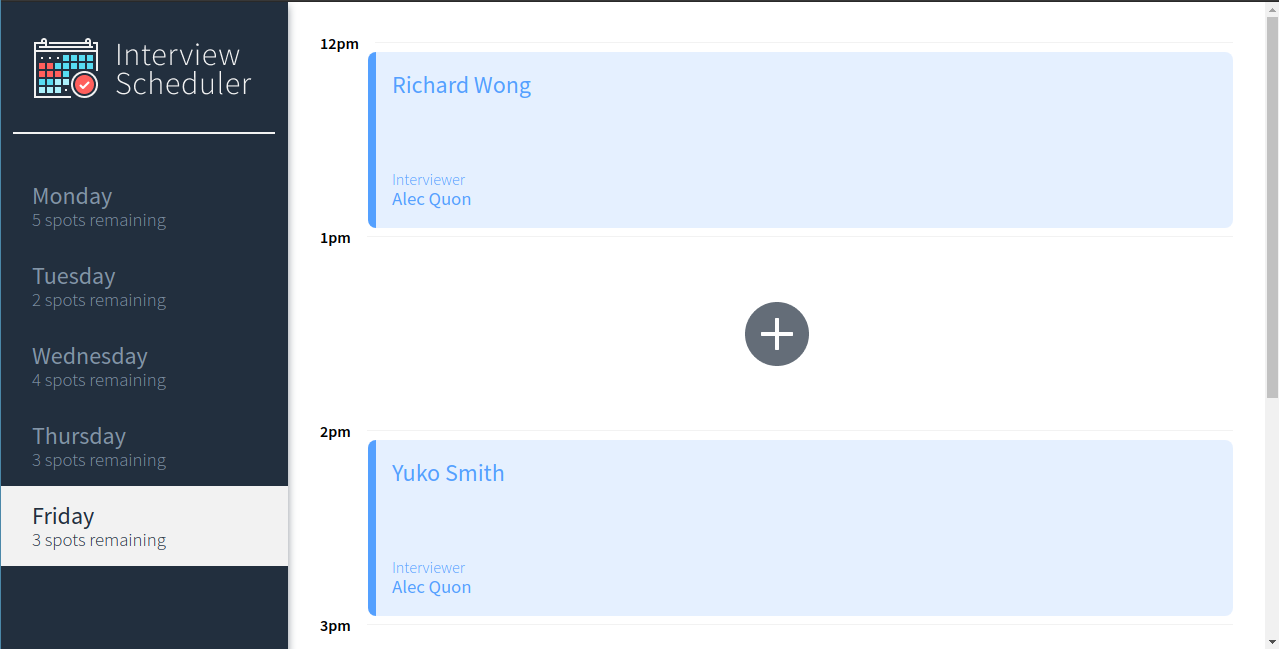 Interview
Scheduler
Monday
5 spots remaining
Tuesday
2 spots remaining
Wednesday
4 spots remaining
Thursday
3 spots remaining
Friday
3 spots remaining
12pm
Richard Wong
Interviewer
Alec Quon
1pm
2pm
Yuko Smith
Interviewer
Alec Quon
3pm